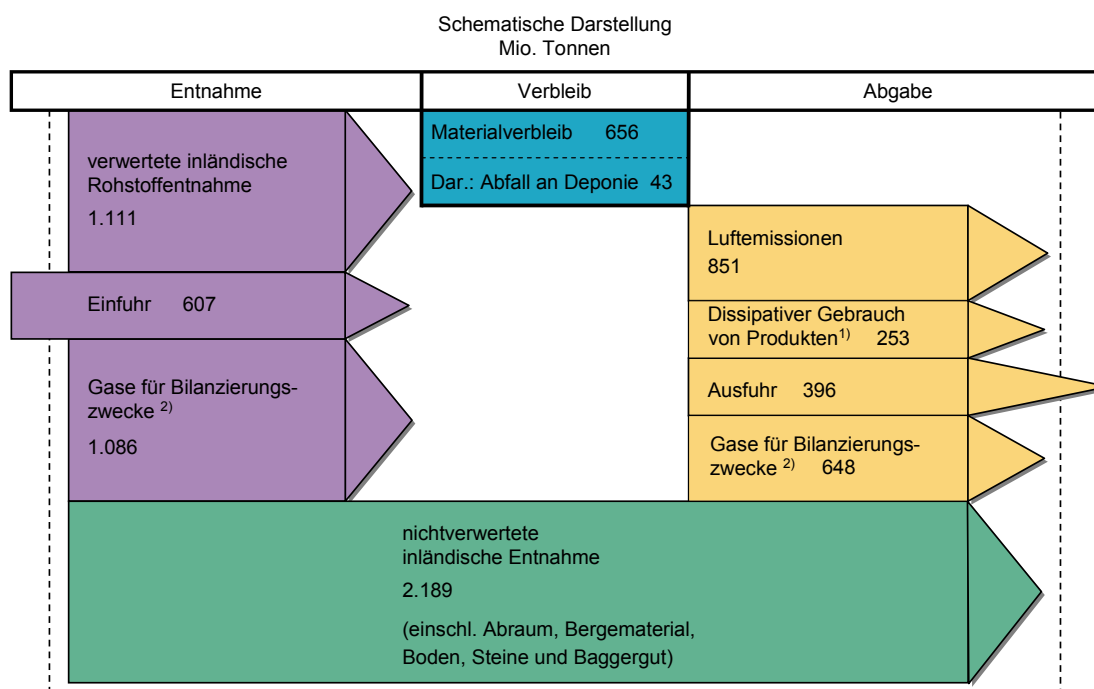 Schematische Darstellung
Mio. Tonnen
Entnahme
Verbleib
Abgabe
verwertete inländische
Rohstoffentnahme
1.111
Einfuhr 607
Gase für Bilanzierungs-
zwecke 2)
1.086
Materialverbleib 656
Dar.: Abfall an Deponie 43
Luftemissionen
851
Dissipativer Gebrauch
von Produkten1) 253
Ausfuhr 396
Gase für Bilanzierungs-
zwecke 2) 648
nichtverwertete
inländische Entnahme
2.189
(einschl. Abraum, Bergematerial,
Boden, Steine und Baggergut)